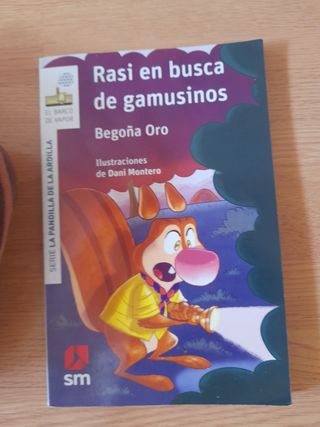 Rasi en busca
de gamusinos
Begoña Oro
Ilustraciones
de Dani Montero
EL BARCO
DE VAPOR
SERIE LA PANDILLA DE LA ARDILLA
sm